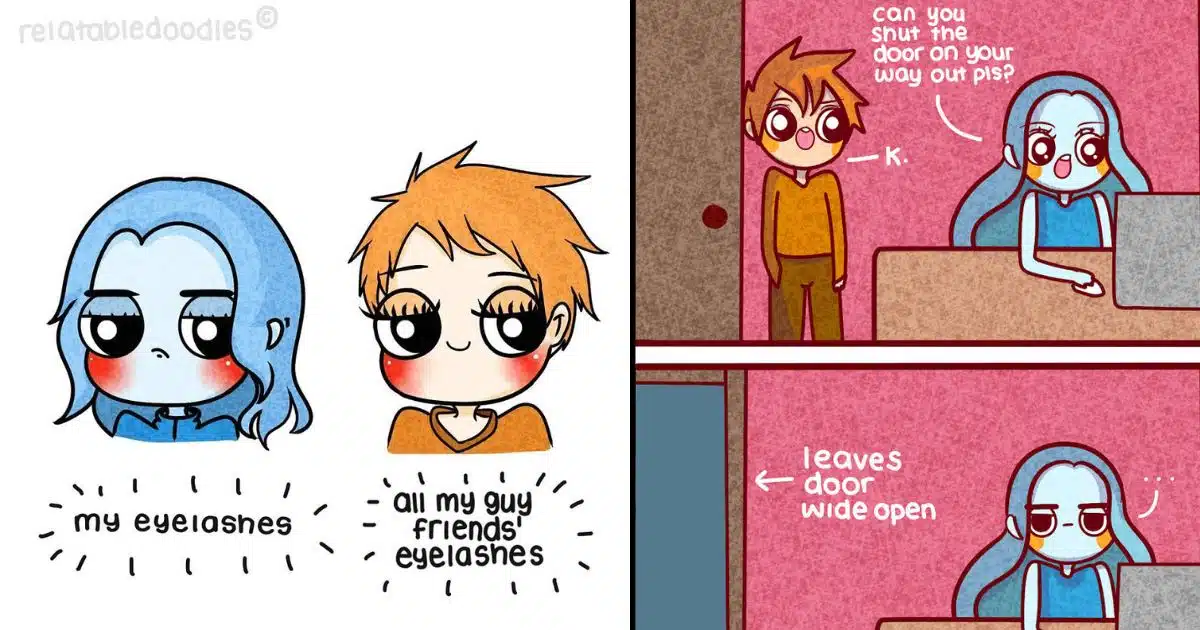 relatabledoodies©
my eyelashes
all my guy
friends'
eyelashes
can you
shut the
door on your
way out pls?
K.
leaves
door
wide open
...